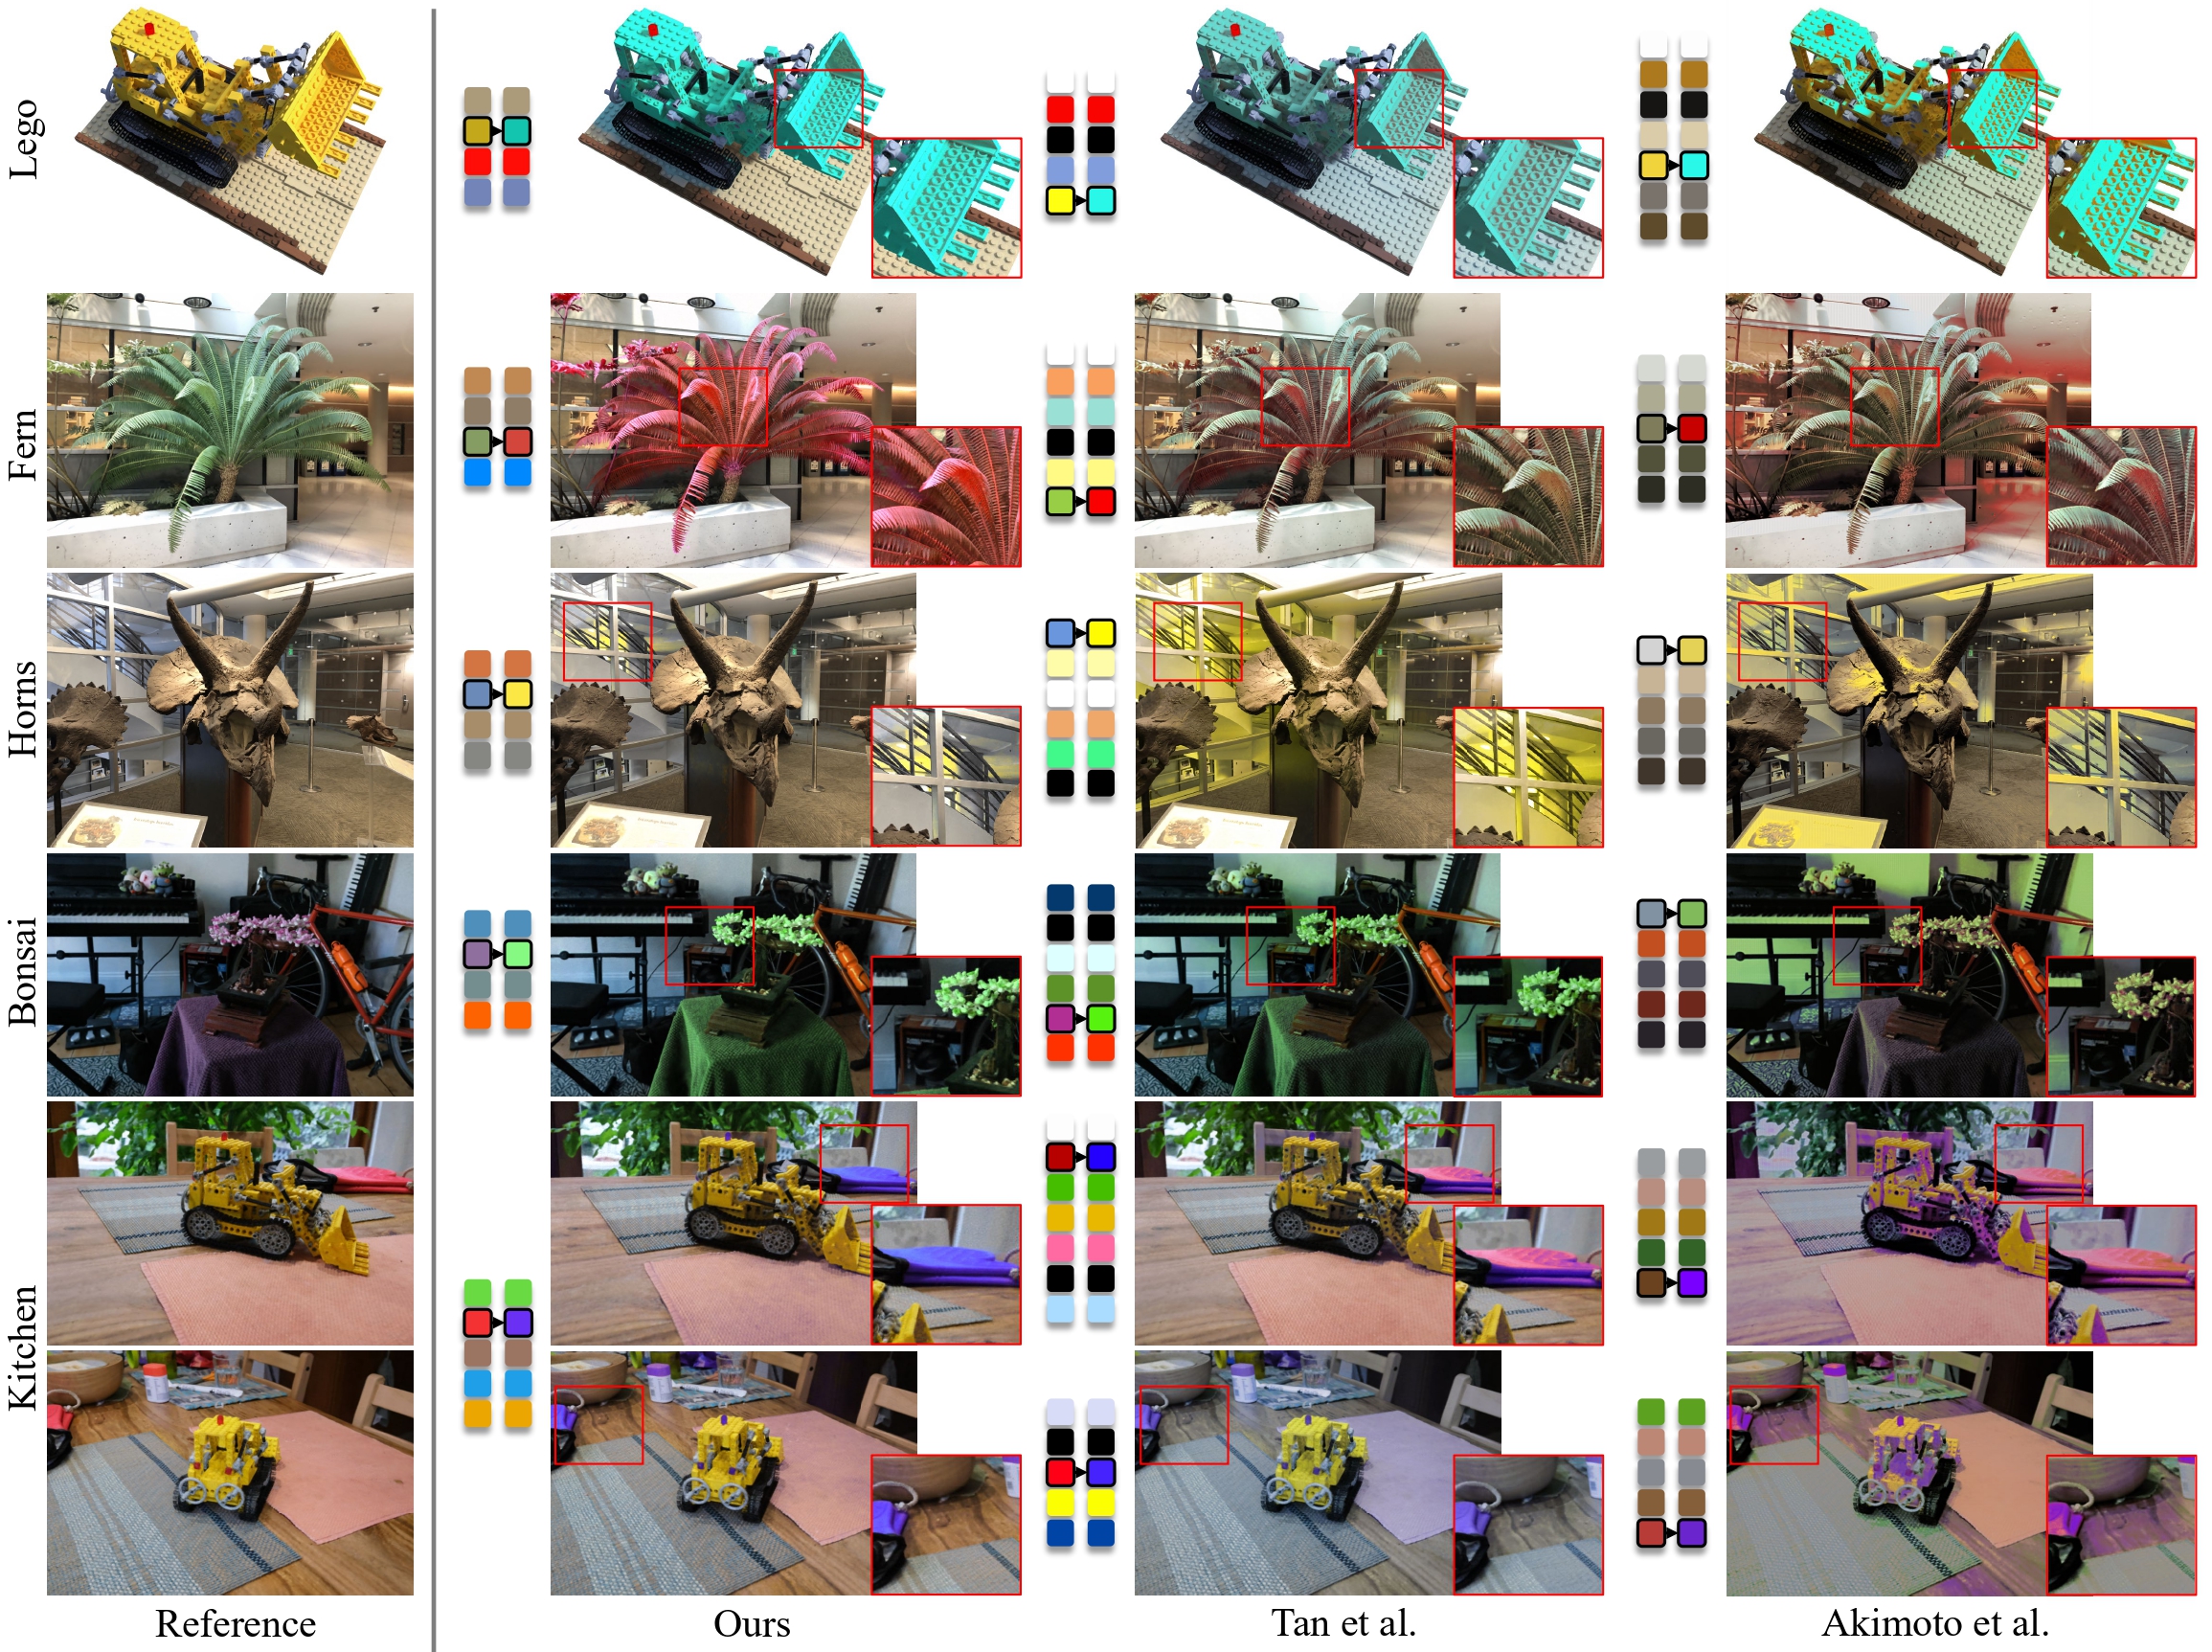 Lego
Fern
Horns
Bonsai
Kitchen
Reference
Ours
Tan et al.
Akimoto et al.